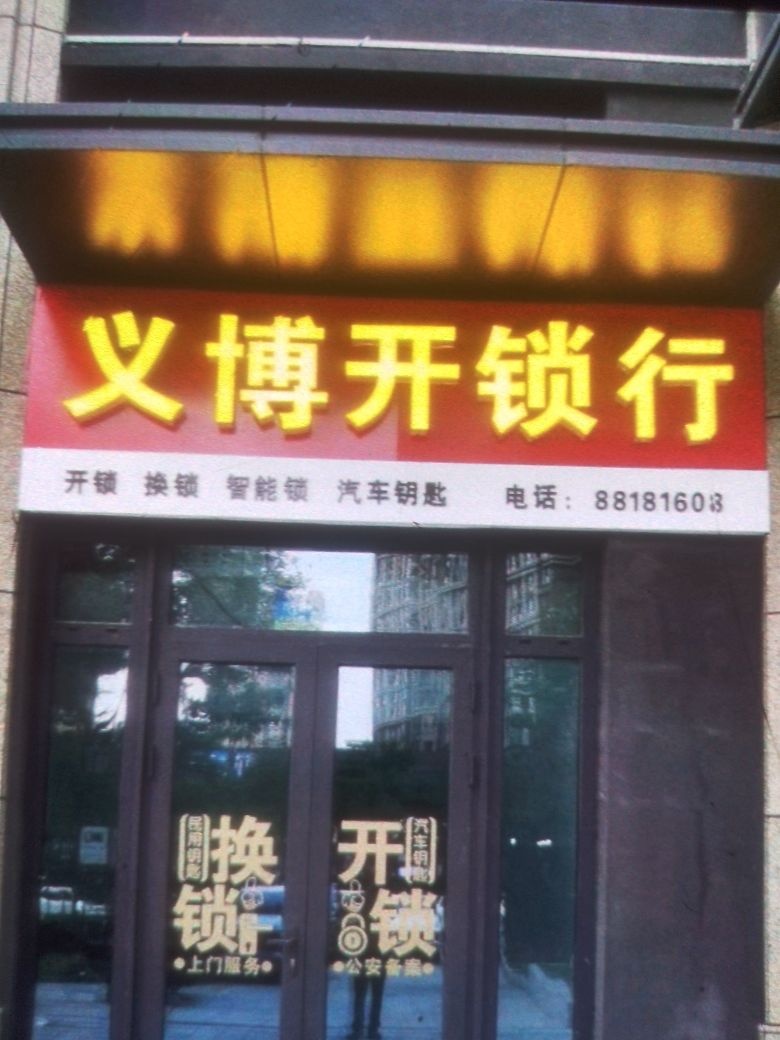 义博开锁行
开锁 换锁 智能锁 汽车钥匙 电话：88181608
民用钥匙
换锁
上门服务
汽车钥匙
开锁
公安备案